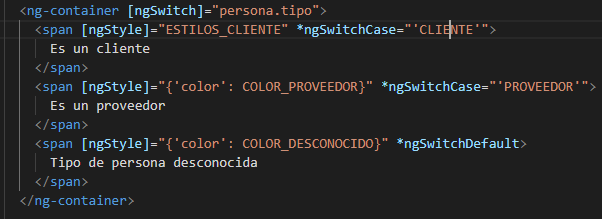 <ng-container [ngSwitch]="persona.tipo">
<span [ngStyle]="ESTILOS_CLIENTE" *ngSwitchCase="'CLIENTE'">
Es un cliente
</span>
<span [ngStyle]="{'color': COLOR_PROVEEDOR}" *ngSwitchCase="'PROVEEDOR'">
Es un proveedor
</span>
<span [ngStyle]="{'color': COLOR_DESCONOCIDO}" *ngSwitchDefault>
Tipo de persona desconocida
</span>
</ng-container>